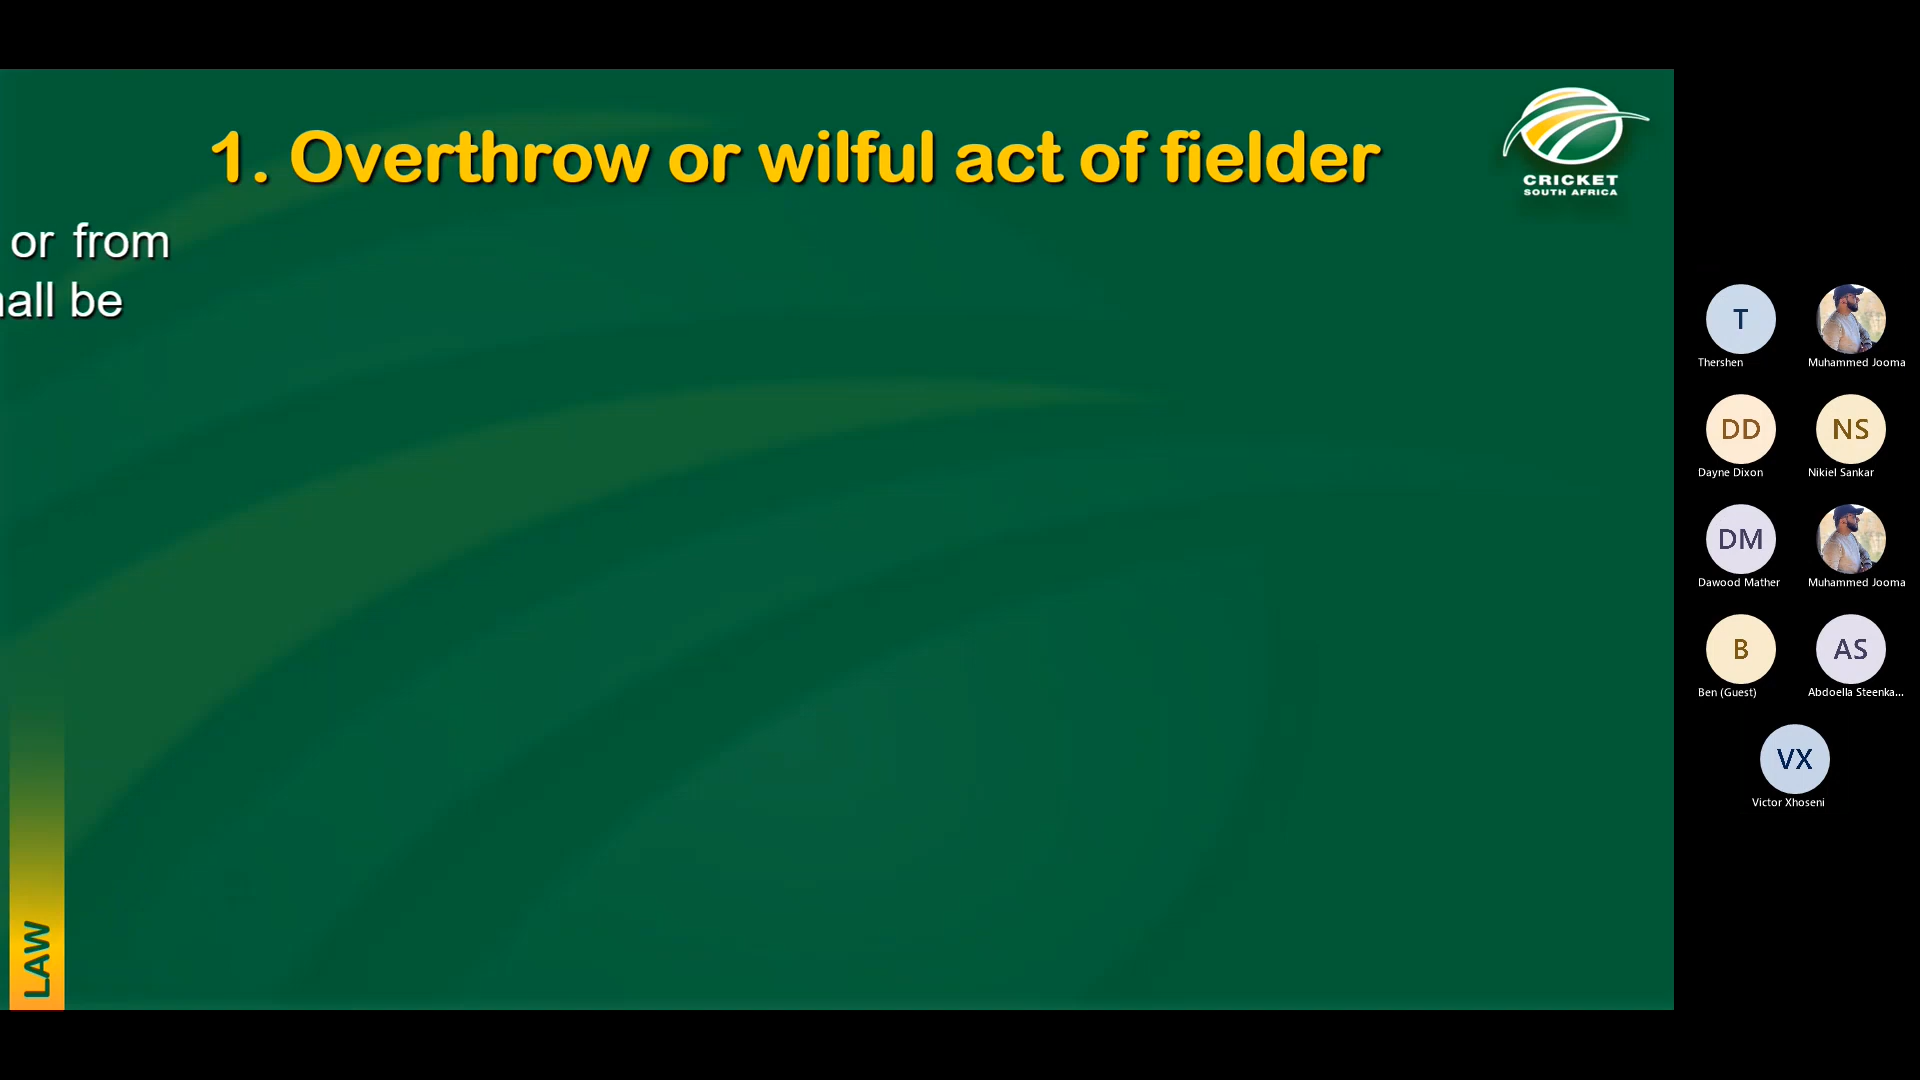 1. Overthrow or wilful act of fielder
CRICKET
SOUTH AFRICA
or from
be
LAW
T
Thershen
Muhammed Jooma
DD
Dayne Dixon
NS
Nikiel Sankar
DM
Dawood Mather
Muhammed Jooma
B
Ben (Guest)
AS
Abdoella Steenka...
VX
Victor Xhoseni